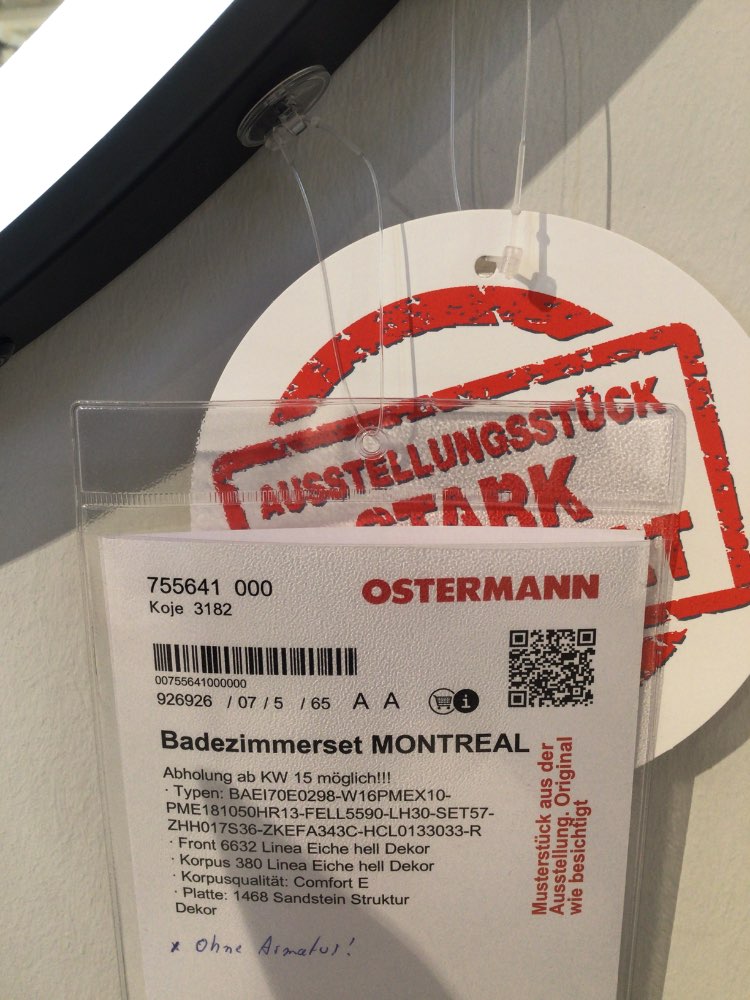 AUSSTELLUNGSSTÜCK
STARK
755641 000
Koje 3182
OSTERMANN
00755641000000
926926 / 07 / 5 / 65 A A
i
Badezimmerset MONTREAL
Abholung ab KW 15 möglich!!!
· Typen: BAEI70E0298-W16PMEX10-
PME181050HR13-FELL5590-LH30-SET57-
ZHH017S36-ZKEFA343C-HCL0133033-R
· Front 6632 Linea Eiche hell Dekor
· Korpus 380 Linea Eiche hell Dekor
· Korpusqualität: Comfort E
· Platte: 1468 Sandstein Struktur
Dekor
x Ohne Armatur!
Musterstück aus der
Ausstellung. Original
wie besichtigt